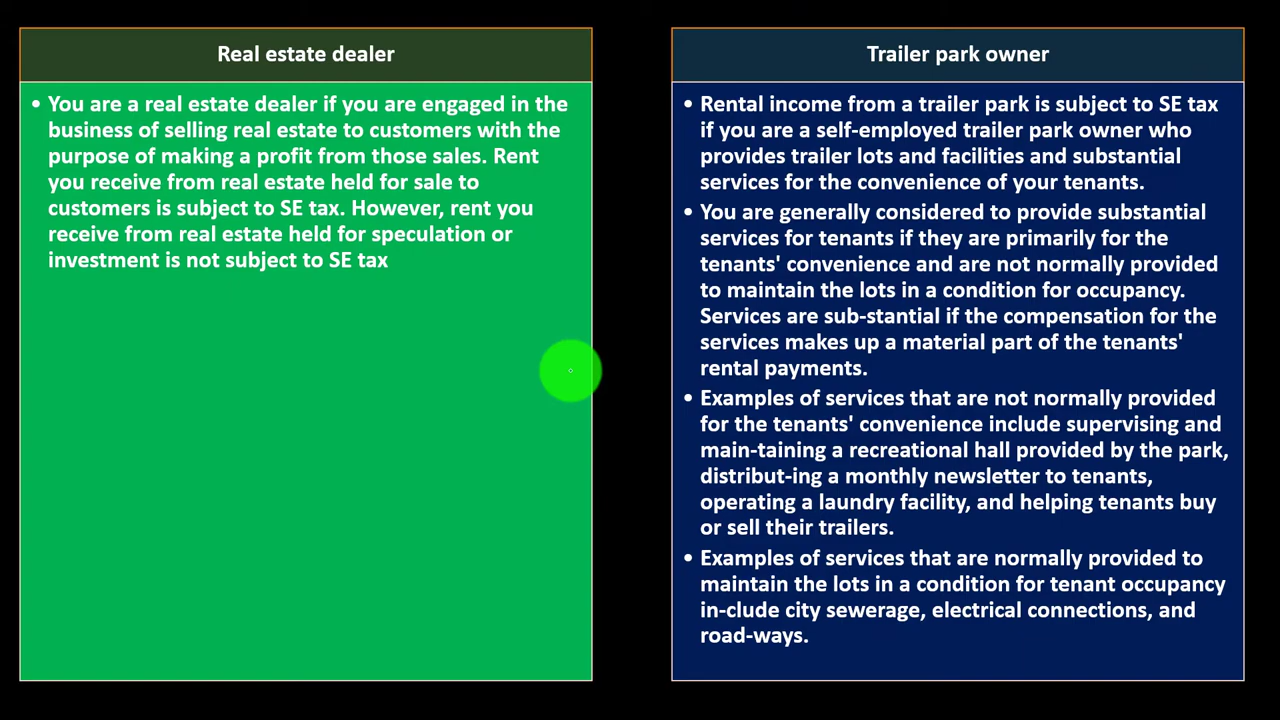 Real estate dealer
• You are a real estate dealer if you are engaged in the
business of selling real estate to customers with the
purpose of making a profit from those sales. Rent
you receive from real estate held for sale to
customers is subject to SE tax. However, rent you
receive from real estate held for speculation or
investment is not subject to SE tax
Trailer park owner
• Rental income from a trailer park is subject to SE tax
if you are a self-employed trailer park owner who
provides trailer lots and facilities and substantial
services for the convenience of your tenants.
• You are generally considered to provide substantial
services for tenants if they are primarily for the
tenants' convenience and are not normally provided
to maintain the lots in a condition for occupancy.
Services are sub-stantial if the compensation for the
services makes up a material part of the tenants'
rental payments.
• Examples of services that are not normally provided
for the tenants' convenience include supervising and
main-taining a recreational hall provided by the park,
distribut-ing a monthly newsletter to tenants,
operating a laundry facility, and helping tenants buy
or sell their trailers.
• Examples of services that are normally provided to
maintain the lots in a condition for tenant occupancy
in-clude city sewerage, electrical connections, and
road-ways.